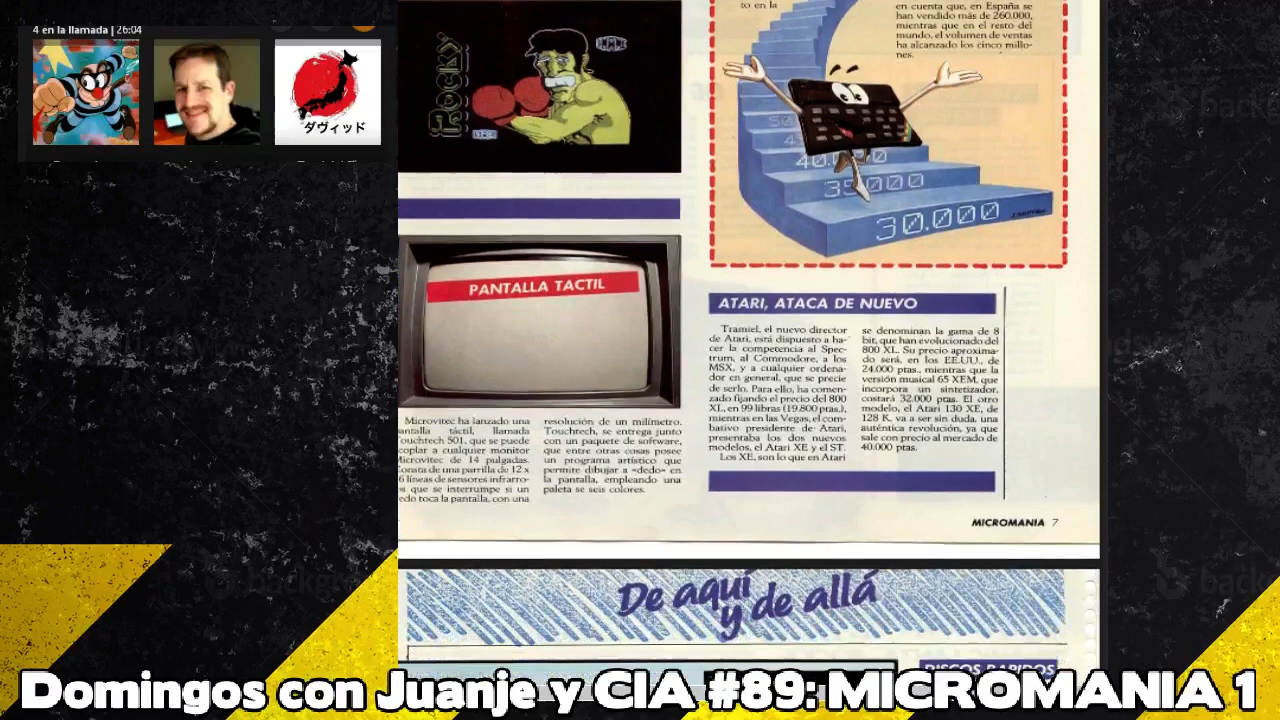 4 en la llamada | 26:04
ダヴィッド
Rocky
to en la
en cuenta que, en España se
han vendido más de 260.000,
mientras que en el resto del
mundo, el volumen de ventas
ha alcanzado los cinco millo-
nes.
40.000
35.000
30.000
PANTALLA TACTIL
Microvitec ha lanzado una
pantalla táctil, llamada
Touchtech 501, que se puede
coplar a cualquier monitor
Microvitec de 14 pulgadas.
Consta de una parrilla de 12 x
6 líneas de sensores infrarro-
os que se interrumpe si un
edo toca la pantalla, con una
resolución de un milímetro.
Touchtech, se entrega junto
con un paquete de software,
que entre otras cosas posee
un programa artístico que
permite dibujar a «dedo» en
la pantalla, empleando una
paleta se seis colores.
ATARI, ATACA DE NUEVO
Tramiel, el nuevo director
de Atari, está dispuesto a ha-
cer la competencia al Spec-
trum, al Commodore, a los
MSX, y a cualquier ordena-
dor en general, que se precie
de serlo. Para ello, ha comen-
zado fijando el precio del 800
XL, en 99 libras (19.800 ptas.),
mientras en las Vegas, el com-
bativo presidente de Atari,
presentaba los dos nuevos
modelos, el Atari XE y el ST.
Los XE, son lo que en Atari
se denominan la gama de 8
bit, que han evolucionado del
800 XL. Su precio aproxima-
do será, en los EE.UU., de
24.000 ptas., mientras que la
versión musical 65 XEM, que
incorpora un sintetizador,
costará 32.000 ptas. El otro
modelo, el Atari 130 XE, de
128 K, va a ser sin duda, una
auténtica revolución, ya que
sale con precio al mercado de
40.000 ptas.
MICROMANIA 7
De aquí
y de allá
DISCOS RAPIDOS
Domingos con Juanje y CIA #89: MICROMANIA 1